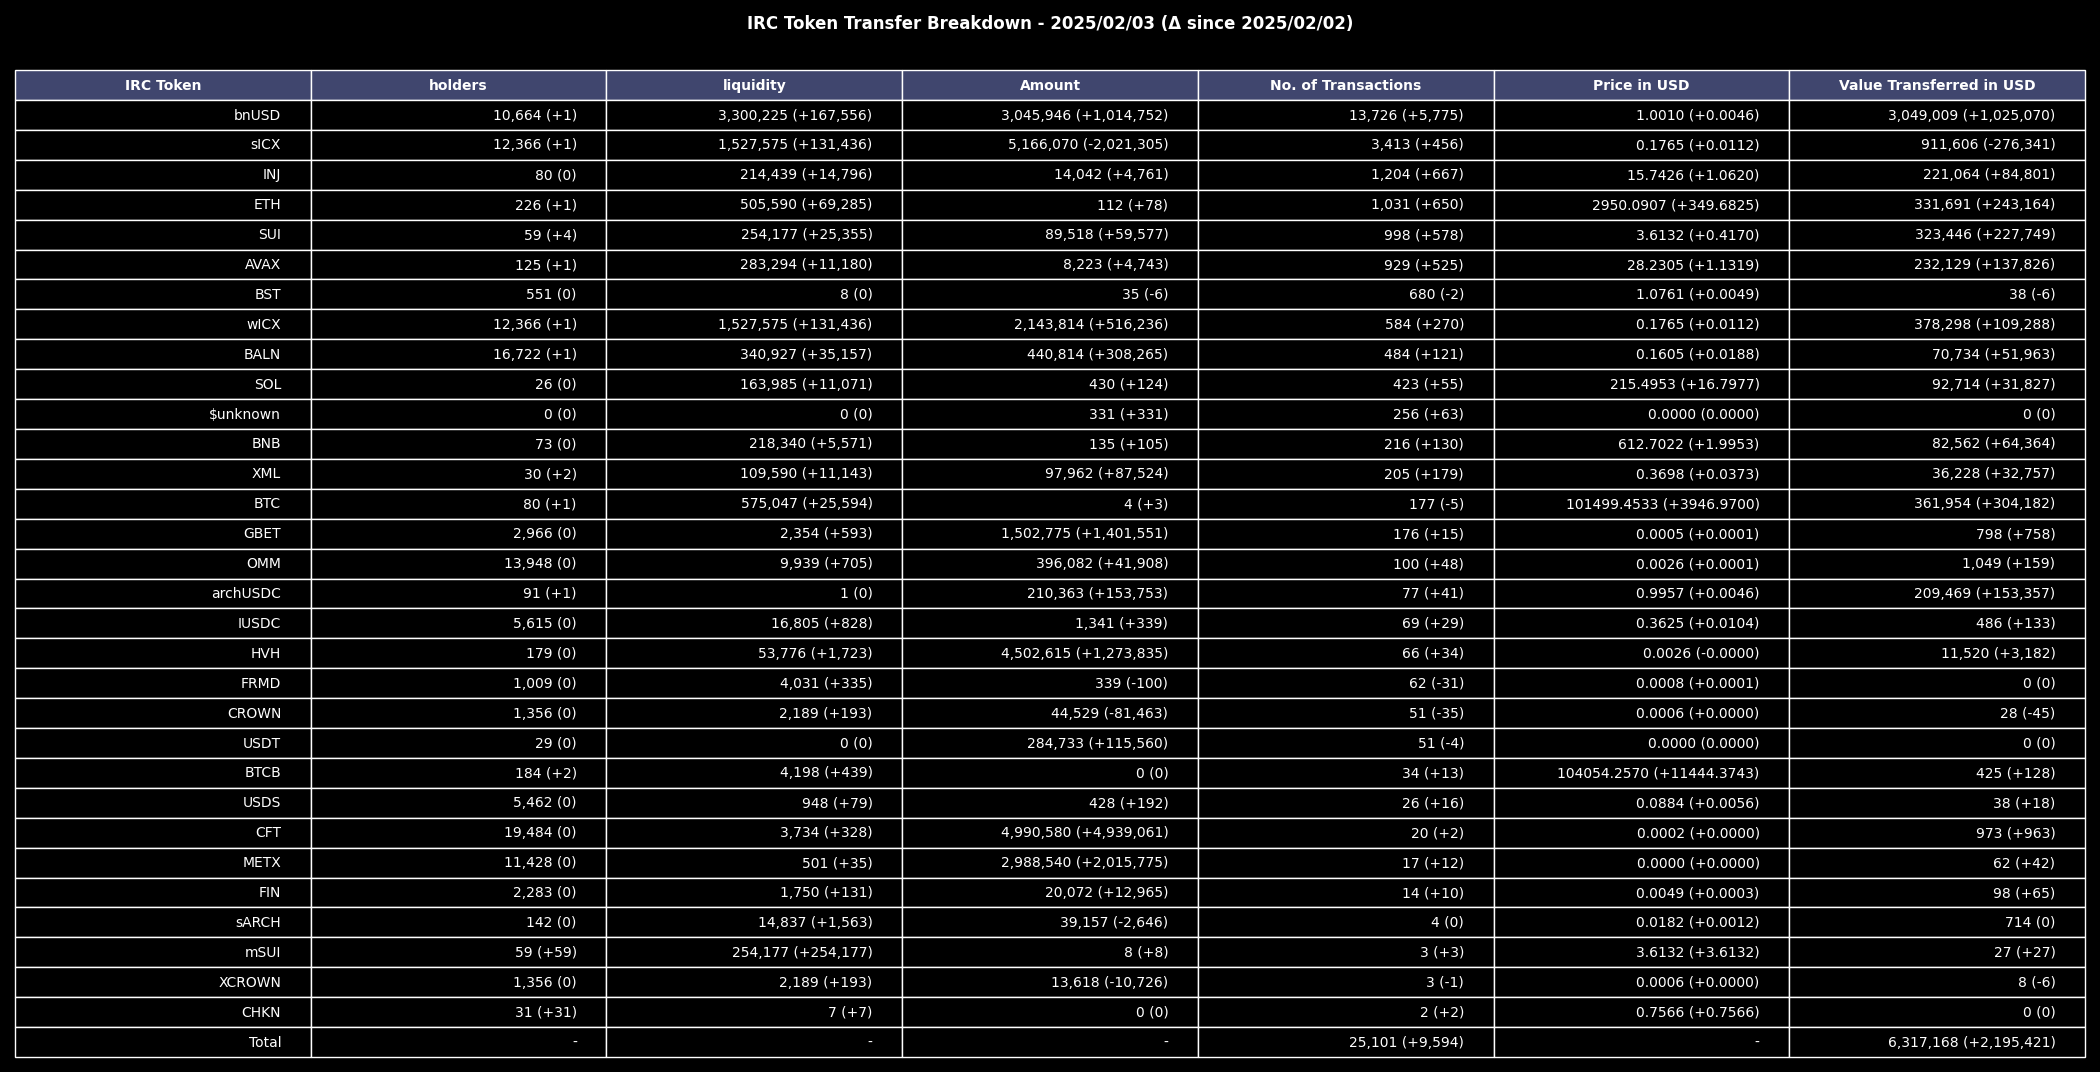 IRC Token Transfer Breakdown - 2025/02/03 (Δ since 2025/02/02)
IRC Token holders liquidity Amount No. of Transactions Price in USD Value Transferred in USD
bnUSD 10,664 (+1) 3,300,225 (+167,556) 3,045,946 (+1,014,752) 13,726 (+5,775) 1.0010 (+0.0046) 3,049,009 (+1,025,070)
sICX 12,366 (+1) 1,527,575 (+131,436) 5,166,070 (-2,021,305) 3,413 (+456) 0.1765 (+0.0112) 911,606 (-276,341)
INJ 80 (0) 214,439 (+14,796) 14,042 (+4,761) 1,204 (+667) 15.7426 (+1.0620) 221,064 (+84,801)
ETH 226 (+1) 505,590 (+69,285) 112 (+78) 1,031 (+650) 2950.0907 (+349.6825) 331,691 (+243,164)
SUI 59 (+4) 254,177 (+25,355) 89,518 (+59,577) 998 (+578) 3.6132 (+0.4170) 323,446 (+227,749)
AVAX 125 (+1) 283,294 (+11,180) 8,223 (+4,743) 929 (+525) 28.2305 (+1.1319) 232,129 (+137,826)
BST 551 (0) 8 (0) 35 (-6) 680 (-2) 1.0761 (+0.0049) 38 (-6)
wICX 12,366 (+1) 1,527,575 (+131,436) 2,143,814 (+516,236) 584 (+270) 0.1765 (+0.0112) 378,298 (+109,288)
BALN 16,722 (+1) 340,927 (+35,157) 440,814 (+308,265) 484 (+121) 0.1605 (+0.0188) 70,734 (+51,963)
SOL 26 (0) 163,985 (+11,071) 430 (+124) 423 (+55) 215.4953 (+16.7977) 92,714 (+31,827)
$unknown 0 (0) 0 (0) 331 (+331) 256 (+63) 0.0000 (0.0000) 0 (0)
BNB 73 (0) 218,340 (+5,571) 135 (+105) 216 (+130) 612.7022 (+1.9953) 82,562 (+64,364)
XML 30 (+2) 109,590 (+11,143) 97,962 (+87,524) 205 (+179) 0.3698 (+0.0373) 36,228 (+32,757)
BTC 80 (+1) 575,047 (+25,594) 4 (+3) 177 (-5) 101499.4533 (+3946.9700) 361,954 (+304,182)
GBET 2,966 (0) 2,354 (+593) 1,502,775 (+1,401,551) 176 (+15) 0.0005 (+0.0001) 798 (+758)
OMM 13,948 (0) 9,939 (+705) 396,082 (+41,908) 100 (+48) 0.0026 (+0.0001) 1,049 (+159)
archUSDC 91 (+1) 1 (0) 210,363 (+153,753) 77 (+41) 0.9957 (+0.0046) 209,469 (+153,357)
IUSDC 5,615 (0) 16,805 (+828) 1,341 (+339) 69 (+29) 0.3625 (+0.0104) 486 (+133)
HVH 179 (0) 53,776 (+1,723) 4,502,615 (+1,273,835) 66 (+34) 0.0026 (-0.0000) 11,520 (+3,182)
FRMD 1,009 (0) 4,031 (+335) 339 (-100) 62 (-31) 0.0008 (+0.0001) 0 (0)
CROWN 1,356 (0) 2,189 (+193) 44,529 (-81,463) 51 (-35) 0.0006 (+0.0000) 28 (-45)
USDT 29 (0) 0 (0) 284,733 (+115,560) 51 (-4) 0.0000 (0.0000) 0 (0)
BTCB 184 (+2) 4,198 (+439) 0 (0) 34 (+13) 104054.2570 (+11444.3743) 425 (+128)
USDS 5,462 (0) 948 (+79) 428 (+192) 26 (+16) 0.0884 (+0.0056) 38 (+18)
CFT 19,484 (0) 3,734 (+328) 4,990,580 (+4,939,061) 20 (+2) 0.0002 (+0.0000) 973 (+963)
METX 11,428 (0) 501 (+35) 2,988,540 (+2,015,775) 17 (+12) 0.0000 (+0.0000) 62 (+42)
FIN 2,283 (0) 1,750 (+131) 20,072 (+12,965) 14 (+10) 0.0049 (+0.0003) 98 (+65)
sARCH 142 (0) 14,837 (+1,563) 39,157 (-2,646) 4 (0) 0.0182 (+0.0012) 714 (0)
mSUI 59 (+59) 254,177 (+254,177) 8 (+8) 3 (+3) 3.6132 (+3.6132) 27 (+27)
XCROWN 1,356 (0) 2,189 (+193) 13,618 (-10,726) 3 (-1) 0.0006 (+0.0000) 8 (-6)
CHKN 31 (+31) 7 (+7) 0 (0) 2 (+2) 0.7566 (+0.7566) 0 (0)
Total - - - 25,101 (+9,594) - 6,317,168 (+2,195,421)